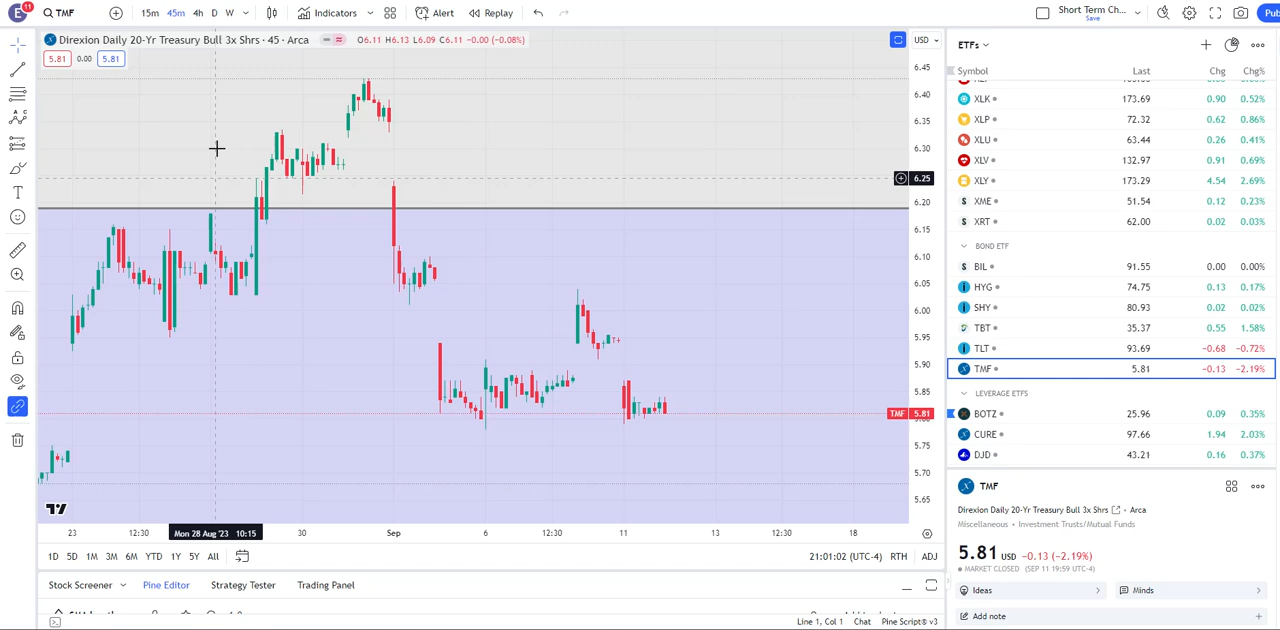 E 11 TMF 15m 45m 4h D W Indicators Alert Replay Short Term Ch... Save Pub
Direxion Daily 20-Yr Treasury Bull 3x Shrs · 45 · Arca O6.11 H6.13 L6.09 C6.11 −0.00 (−0.08%) USD
5.81 0.00 5.81
6.45
6.40
6.35
6.30
6.25
6.20
6.15
6.10
6.05
6.00
5.95
5.90
5.85
TMF 5.81
5.75
5.70
5.65
23 12:30 Mon 28 Aug '23 10:15 30 Sep 6 12:30 11 13 12:30 18
1D 5D 1M 3M 6M YTD 1Y 5Y All 21:01:02 (UTC-4) RTH ADJ
Stock Screener Pine Editor Strategy Tester Trading Panel
Line 1, Col 1 Chat Pine Script® v3
ETFs
Symbol Last Chg Chg%
XLK 173.69 0.90 0.52%
XLP 72.32 0.62 0.86%
XLU 63.44 0.26 0.41%
XLV 132.97 0.91 0.69%
XLY 173.29 4.54 2.69%
XME 51.54 0.12 0.23%
XRT 62.00 0.02 0.03%
BOND ETF
BIL 91.55 0.00 0.00%
HYG 74.75 0.13 0.17%
SHY 80.93 0.02 0.02%
TBT 35.37 0.55 1.58%
TLT 93.69 −0.68 −0.72%
TMF 5.81 −0.13 −2.19%
LEVERAGE ETFS
BOTZ 25.96 0.09 0.35%
CURE 97.66 1.94 2.03%
DJD 43.21 0.16 0.37%
TMF
Direxion Daily 20-Yr Treasury Bull 3x Shrs · Arca
Miscellaneous • Investment Trusts/Mutual Funds
5.81 USD −0.13 (−2.19%)
MARKET CLOSED (SEP 11 19:59 UTC-4)
Ideas Minds
Add note